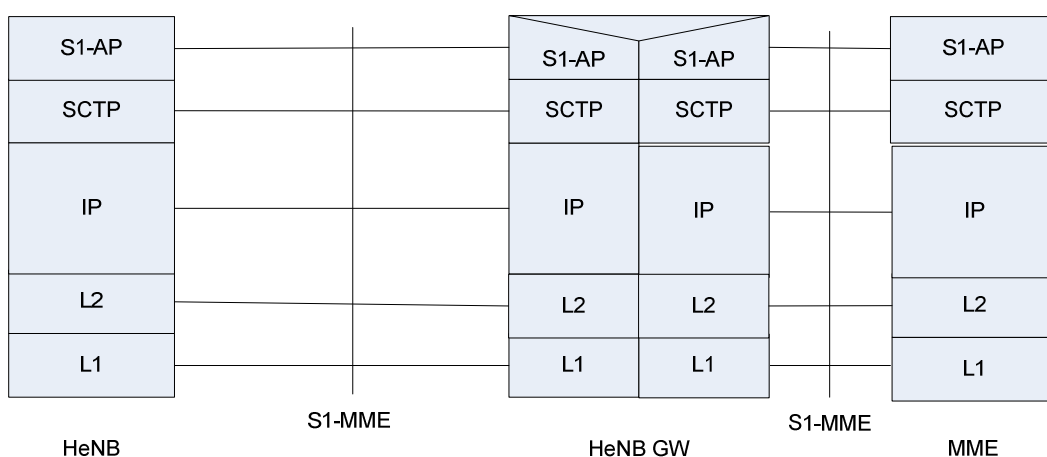 S1-AP S1-AP S1-AP S1-AP
SCTP SCTP SCTP SCTP
IP IP IP IP
L2 L2 L2 L2
L1 L1 L1 L1
S1-MME S1-MME
HeNB HeNB GW MME